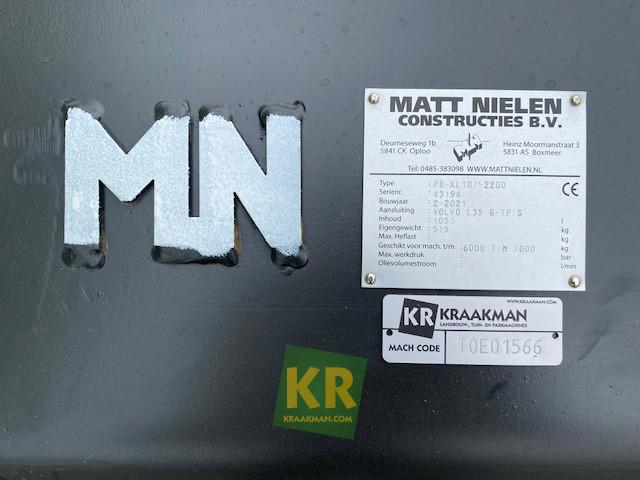 MN
MATT NIELEN
CONSTRUCTIES B.V.
Deurneseweg 1b
5841 CK Oploo
Heinz Moormanstraat 3
5831 AS Boxmeer
Tel: 0485-383098 WWW.MATTNIELEN.NL
Type : PB-KL107-2200
Serienr. : 43194
Bouwjaar : 2-2021
Aansluiting : VOLVO L35 G-TP/S
Inhoud : 1053 l
Eigengewicht : 515 kg
Max. Heflast : kg
Geschikt voor mach. t/m : 6000 T/M 7000 kg
Max. werkdruk : bar
Olievolumestroom : l/min
CE
WWW.KRAAKMAN.COM
KR KRAAKMAN
LANDBOUW-, TUIN- EN PARKMACHINES
MACH CODE T0E01566
KR
KRAAKMAN.COM